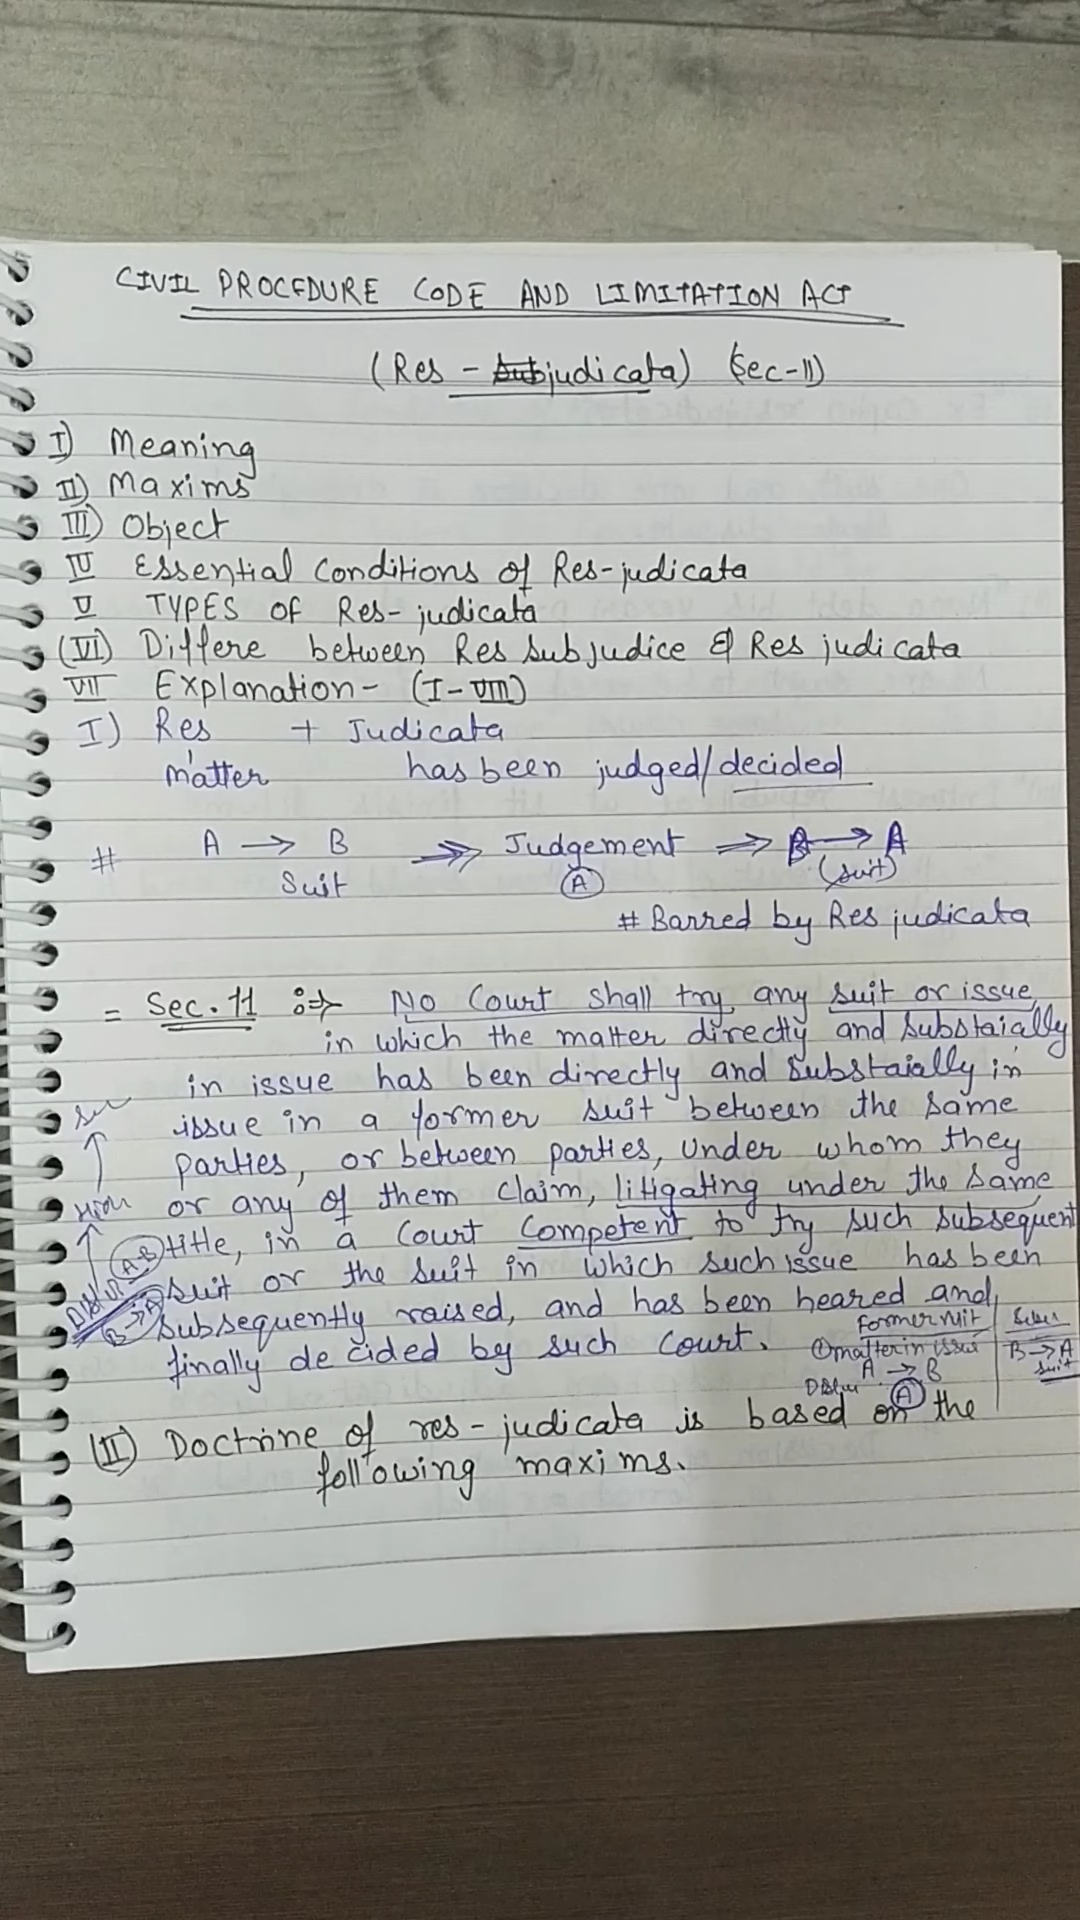 CIVIL PROCEDURE CODE AND LIMITATION ACT
(Res - judicata) (Sec-11)
I) Meaning
II) Maxims
III) Object
IV Essential Conditions of Res-judicata
V TYPES of Res-judicata
(VI) Differe between Res Subjudice & Res judicata
VII Explanation- (I-VIII)
I) Res + Judicata
matter has been judged/decided
# A → B ⇒ Judgement ⇒ B → A
Suit (A) (suit)
# Barred by Res judicata
= Sec. 11 :⇒ No Court shall try any suit or issue
in which the matter directly and substaially
in issue has been directly and substaially in
issue in a former suit between the same
parties, or between parties, under whom they
or any of them claim, litigating under the same
title, in a Court Competent to try such subsequent
suit or the suit in which such issue has been
subsequently raised, and has been heared and
finally decided by such Court.
A-B
B→A
Former suit
① matter in issue B→A
A → B suit
(A)
(II) Doctrine of res-judicata is based on the
following maxims.